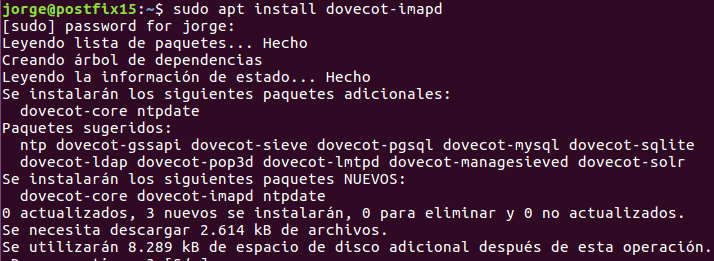 jorge@postfix15:~$ sudo apt install dovecot-imapd
[sudo] password for jorge:
Leyendo lista de paquetes... Hecho
Creando árbol de dependencias
Leyendo la información de estado... Hecho
Se instalarán los siguientes paquetes adicionales:
  dovecot-core ntpdate
Paquetes sugeridos:
  ntp dovecot-gssapi dovecot-sieve dovecot-pgsql dovecot-mysql dovecot-sqlite
  dovecot-ldap dovecot-pop3d dovecot-lmtpd dovecot-managesieved dovecot-solr
Se instalarán los siguientes paquetes NUEVOS:
  dovecot-core dovecot-imapd ntpdate
0 actualizados, 3 nuevos se instalarán, 0 para eliminar y 0 no actualizados.
Se necesita descargar 2.614 kB de archivos.
Se utilizarán 8.289 kB de espacio de disco adicional después de esta operación.